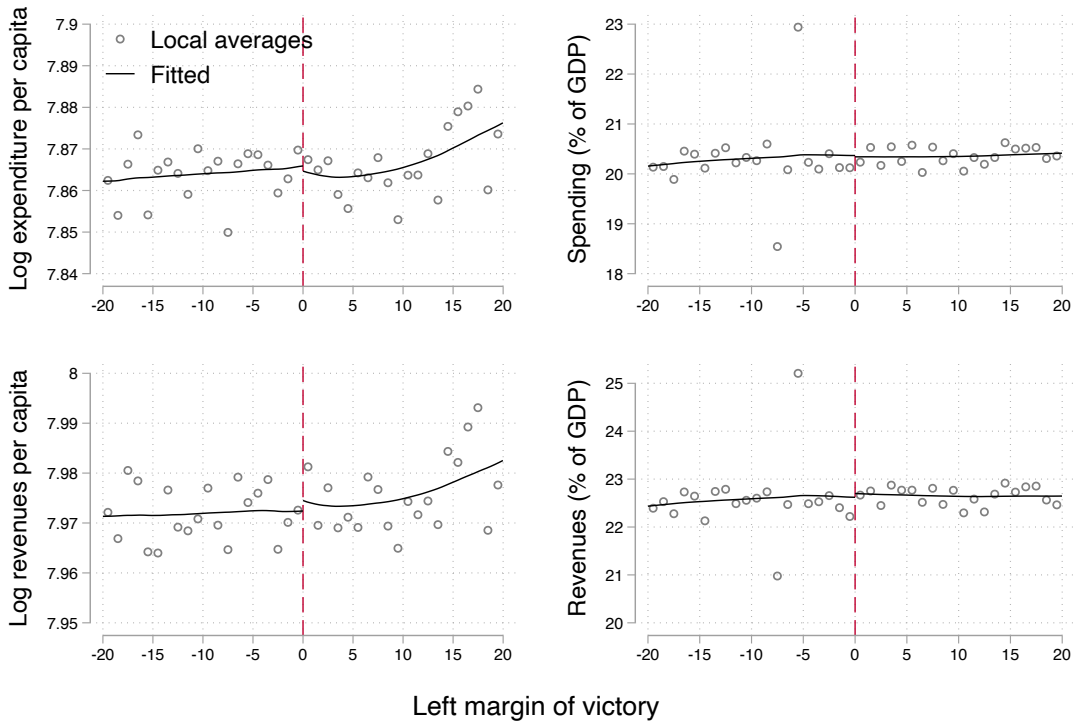 Log expenditure per capita
7.9
7.89
7.88
7.87
7.86
7.85
7.84
Local averages
Fitted
-20 -15 -10 -5 0 5 10 15 20
Spending (% of GDP)
23
22
21
20
19
18
-20 -15 -10 -5 0 5 10 15 20
Log revenues per capita
8
7.99
7.98
7.97
7.96
7.95
-20 -15 -10 -5 0 5 10 15 20
Revenues (% of GDP)
25
24
23
22
21
20
-20 -15 -10 -5 0 5 10 15 20
Left margin of victory